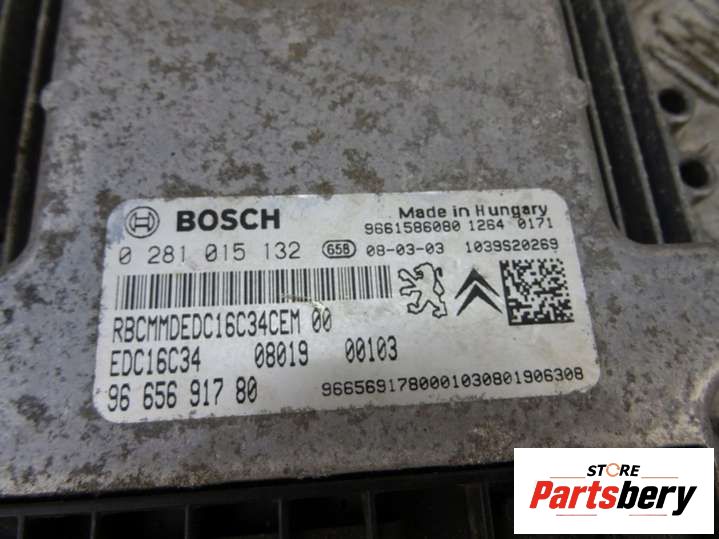 BOSCH
Made in Hungary
9661586080 1264 0171
0 281 015 132 G5B 08-03-03 1039S20269
RBCMMDEDC16C34CEM 00
EDC16C34 08019 00103
96 656 917 80
9665691780001030801906308
STORE
Partsbery